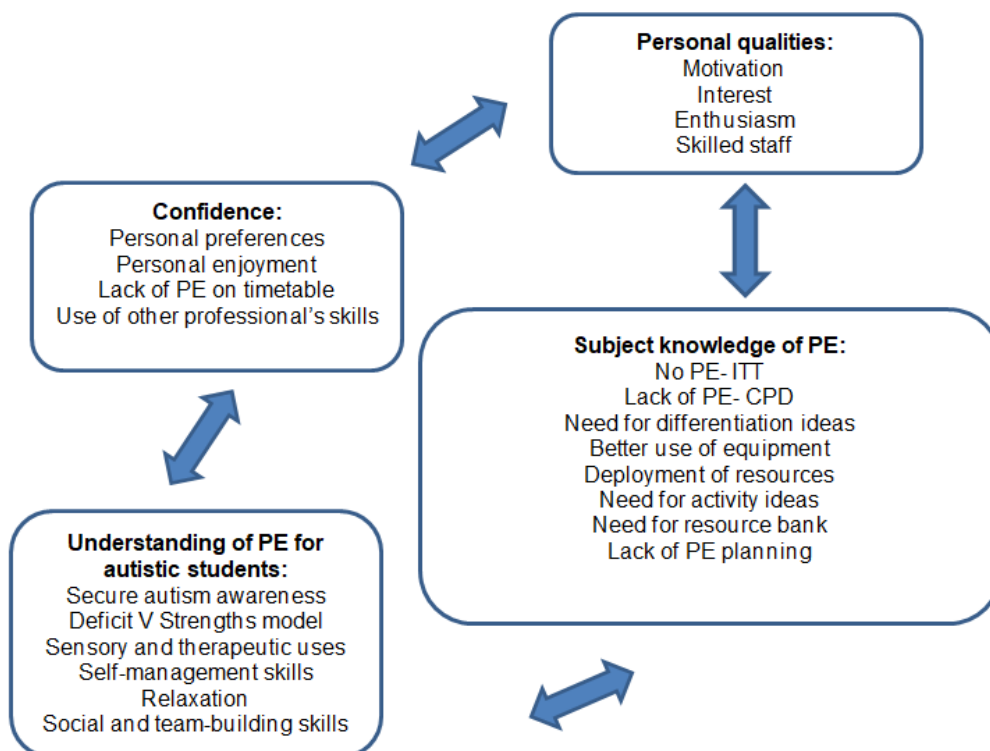 Personal qualities:
Motivation
Interest
Enthusiasm
Skilled staff
Confidence:
Personal preferences
Personal enjoyment
Lack of PE on timetable
Use of other professional's skills
Subject knowledge of PE:
No PE- ITT
Lack of PE- CPD
Need for differentiation ideas
Better use of equipment
Deployment of resources
Need for activity ideas
Need for resource bank
Lack of PE planning
Understanding of PE for
autistic students:
Secure autism awareness
Deficit V Strengths model
Sensory and therapeutic uses
Self-management skills
Relaxation
Social and team-building skills